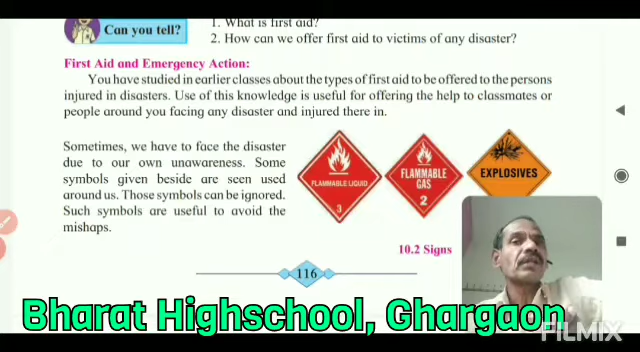 1. What is first aid?
Can you tell?
2. How can we offer first aid to victims of any disaster?
First Aid and Emergency Action:
You have studied in earlier classes about the types of first aid to be offered to the persons
injured in disasters. Use of this knowledge is useful for offering the help to classmates or
people around you facing any disaster and injured there in.
Sometimes, we have to face the disaster
due to our own unawareness. Some
symbols given beside are seen used
around us. Those symbols can be ignored.
Such symbols are useful to avoid the
mishaps.
FLAMMABLE LIQUID
3
FLAMMABLE
GAS
2
EXPLOSIVES
10.2 Signs
116
Bharat Highschool, Ghargaon
FILMIX